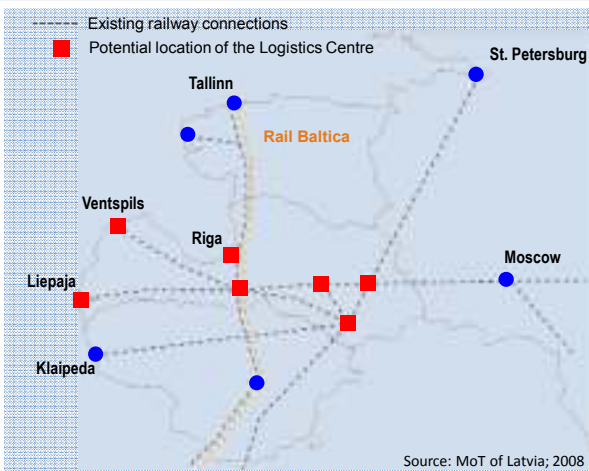 Existing railway connections
Potential location of the Logistics Centre
St. Petersburg
Tallinn
Rail Baltica
Ventspils
Riga
Moscow
Liepaja
Klaipeda
Source: MoT of Latvia; 2008